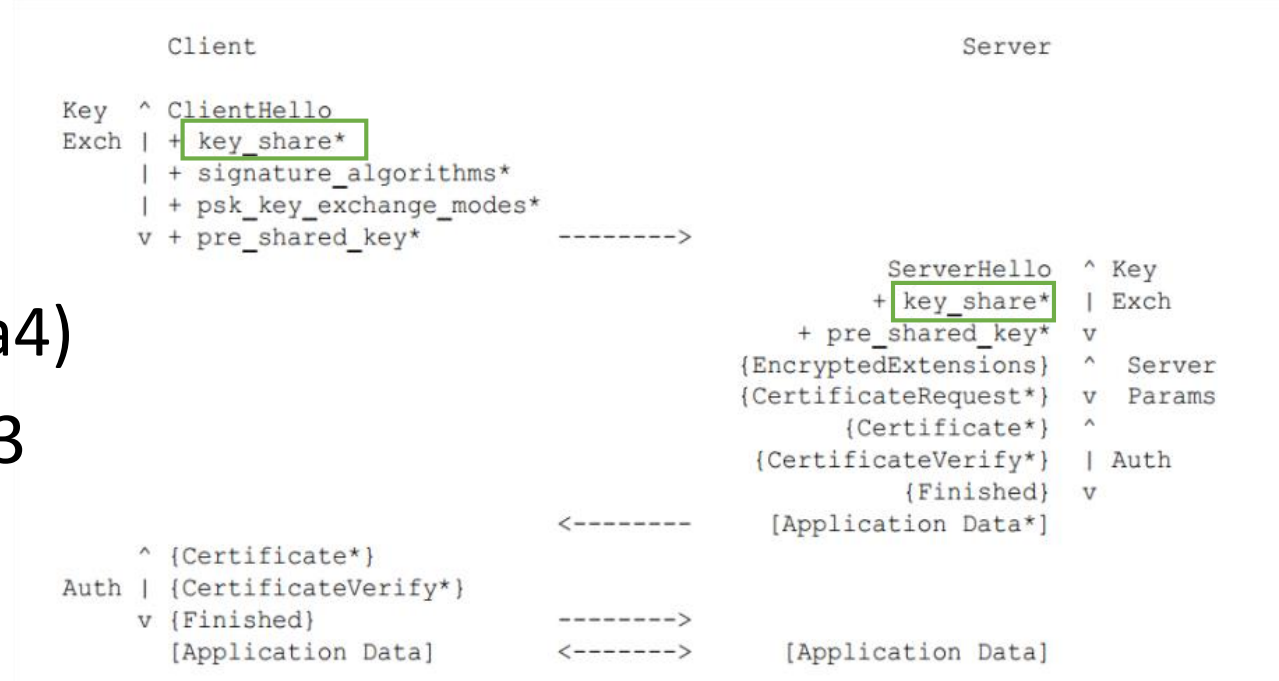 Client Server
Key ^ ClientHello
Exch | + key_share*
| + signature_algorithms*
| + psk_key_exchange_modes*
v + pre_shared_key* -------->
ServerHello ^ Key
+ key_share* | Exch
+ pre_shared_key* v
a4)
{EncryptedExtensions} ^ Server
{CertificateRequest*} v Params
3
{Certificate*} ^
{CertificateVerify*} | Auth
{Finished} v
<-------- [Application Data*]
^ {Certificate*}
Auth | {CertificateVerify*}
v {Finished} -------->
[Application Data] <-------> [Application Data]